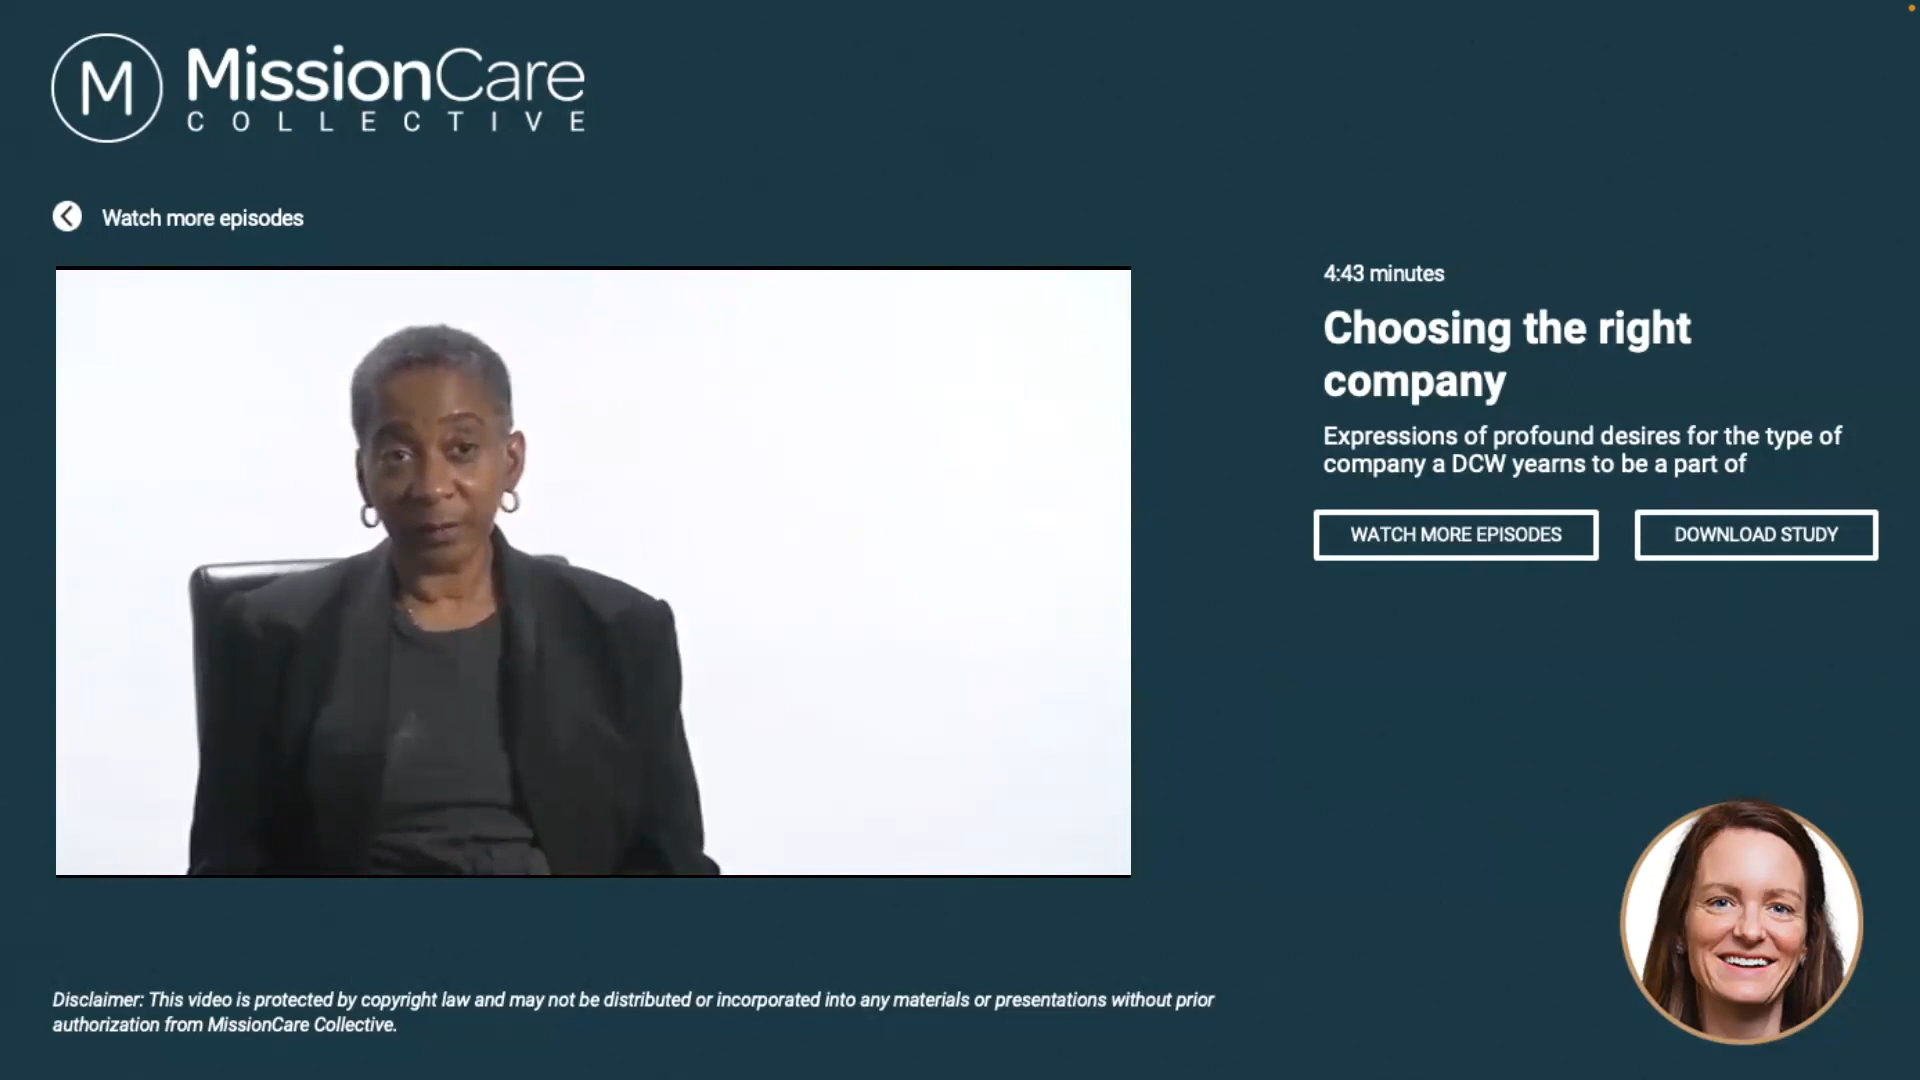 M
MissionCare
COLLECTIVE
Watch more episodes
4:43 minutes
Choosing the right
company
Expressions of profound desires for the type of
company a DCW yearns to be a part of
WATCH MORE EPISODES
DOWNLOAD STUDY
Disclaimer: This video is protected by copyright law and may not be distributed or incorporated into any materials or presentations without prior
authorization from MissionCare Collective.